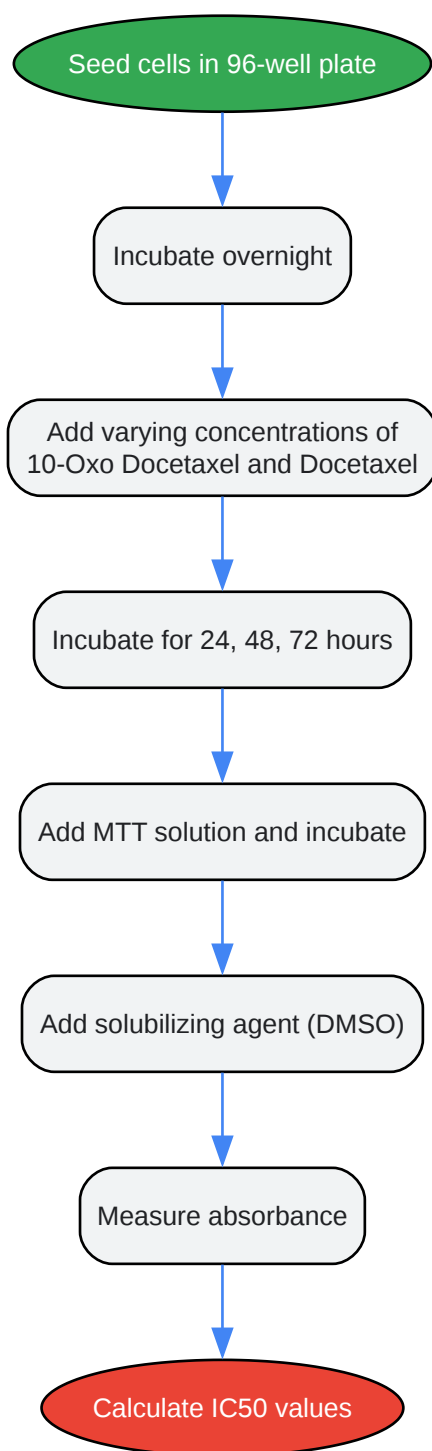 Seed cells in 96-well plate
Incubate overnight
Add varying concentrations of
10-Oxo Docetaxel and Docetaxel
Incubate for 24, 48, 72 hours
Add MTT solution and incubate
Add solubilizing agent (DMSO)
Measure absorbance
Calculate IC50 values